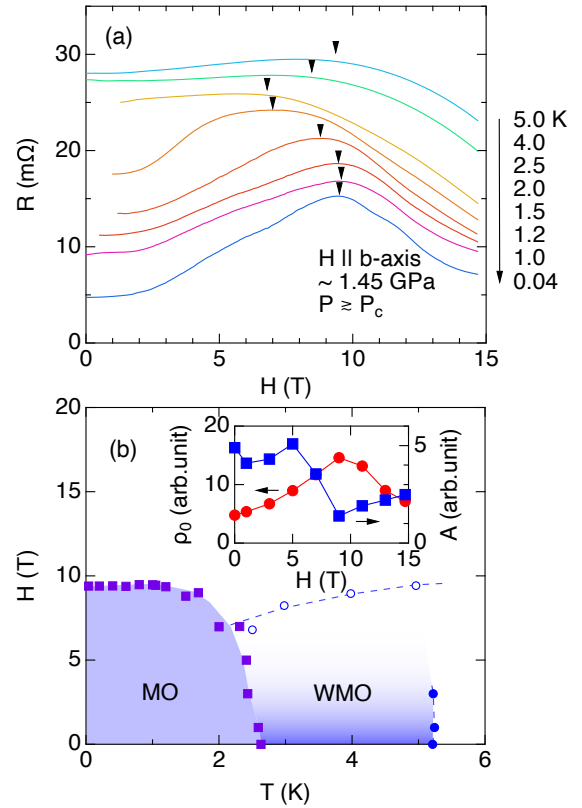 (a)
30
20
10
0
R (mΩ)
0 5 10 15
H (T)
5.0 K
4.0
2.5
2.0
1.5
1.2
1.0
0.04
H II b-axis
~ 1.45 GPa
P ≳ Pc
(b)
20
15
10
5
0
H (T)
0 2 4 6
T (K)
MO
WMO
20
10
0
ρ0 (arb.unit)
5
0
A (arb.unit)
0 5 10 15
H (T)